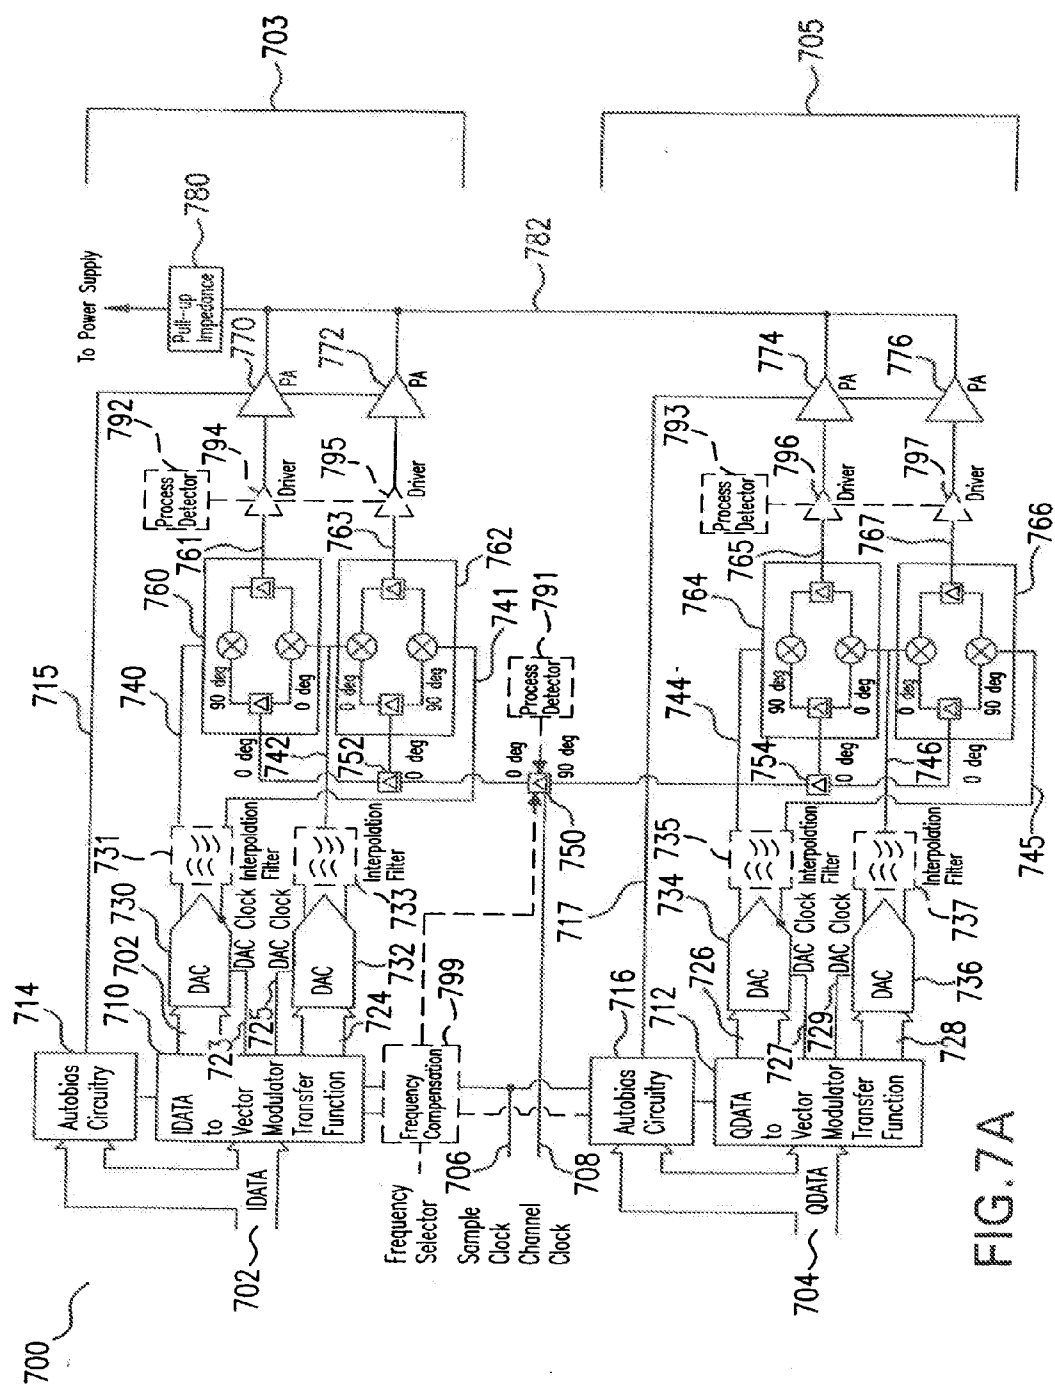 700
703
705
To Power Supply
Pull-up
Impedance
780
782
770
PA
772
PA
774
PA
776
PA
715
792
Process
Detector
794
Driver
795
Driver
793
Process
Detector
796
Driver
797
Driver
761
763
765
767
760
762
764
766
90 deg
0 deg
0 deg
90 deg
90 deg
0 deg
0 deg
90 deg
740
741
742
0 deg
752
0 deg
791
Process
Detector
0 deg
90 deg
750
744
754
0 deg
746
0 deg
745
731
Interpolation
Filter
733
Interpolation
Filter
735
Interpolation
Filter
737
Interpolation
Filter
730
DAC
DAC Clock
732
DAC
DAC Clock
734
DAC
DAC Clock
736
DAC
DAC Clock
717
714
Autobias
Circuitry
710
702
IDATA
to
Vector
Modulator
Transfer
Function
723
725
724
799
Frequency
Compensation
716
Autobias
Circuitry
712
726
QDATA
to
Vector
Modulator
Transfer
Function
727
729
728
IDATA
702
Frequency
Selector
706
Sample
Clock
708
Channel
Clock
QDATA
704
FIG.7A